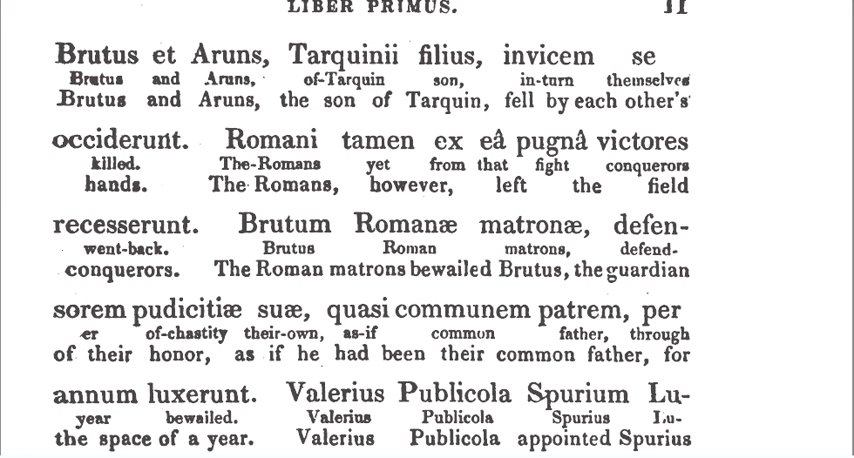 LIBER PRIMUS. 11
Brutus et Aruns, Tarquinii filius, invicem se
Brutus and Aruns, of-Tarquin son, in-turn themselves
Brutus and Aruns, the son of Tarquin, fell by each other's
occiderunt. Romani tamen ex eâ pugnâ victores
killed. The-Romans yet from that fight conquerors
hands. The Romans, however, left the field
recesserunt. Brutum Romanæ matronæ, defen-
went-back. Brutus Roman matrons, defend-
conquerors. The Roman matrons bewailed Brutus, the guardian
sorem pudicitiæ suæ, quasi communem patrem, per
er of-chastity their-own, as-if common father, through
of their honor, as if he had been their common father, for
annum luxerunt. Valerius Publicola Spurium Lu-
year bewailed. Valerius Publicola Spurius Lu-
the space of a year. Valerius Publicola appointed Spurius